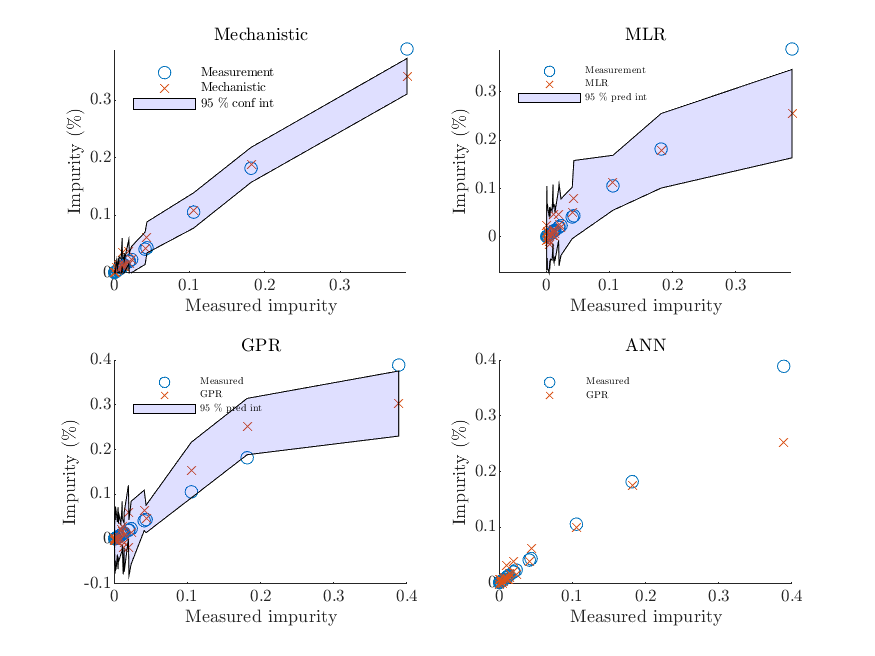 Mechanistic
Measurement
Mechanistic
95 % conf int
Impurity (%)
0.3
0.2
0.1
0
0 0.1 0.2 0.3
Measured impurity
MLR
Measurement
MLR
95 % pred int
Impurity (%)
0.3
0.2
0.1
0
0 0.1 0.2 0.3
Measured impurity
GPR
Measured
GPR
95 % pred int
Impurity (%)
0.4
0.3
0.2
0.1
0
-0.1
0 0.1 0.2 0.3 0.4
Measured impurity
ANN
Measured
GPR
Impurity (%)
0.4
0.3
0.2
0.1
0
0 0.1 0.2 0.3 0.4
Measured impurity